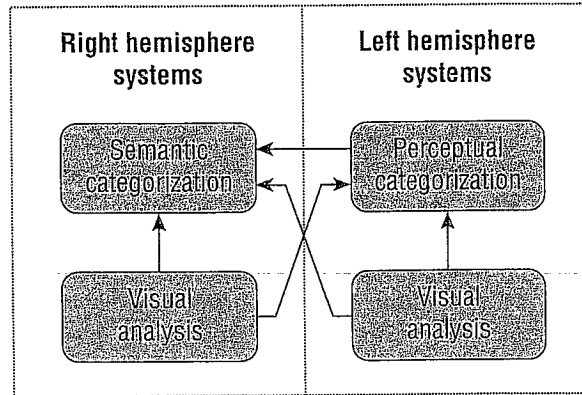 Right hemisphere
systems
Left hemisphere
systems
Semantic
categorization
Perceptual
categorization
Visual
analysis
Visual
analysis